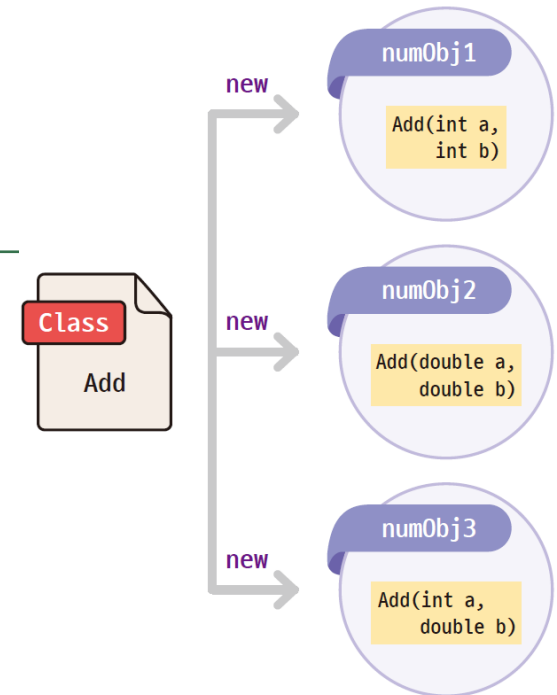 numObj1
new
Add(int a,
int b)
numObj2
Class
new
Add(double a,
double b)
Add
numObj3
new
Add(int a,
double b)